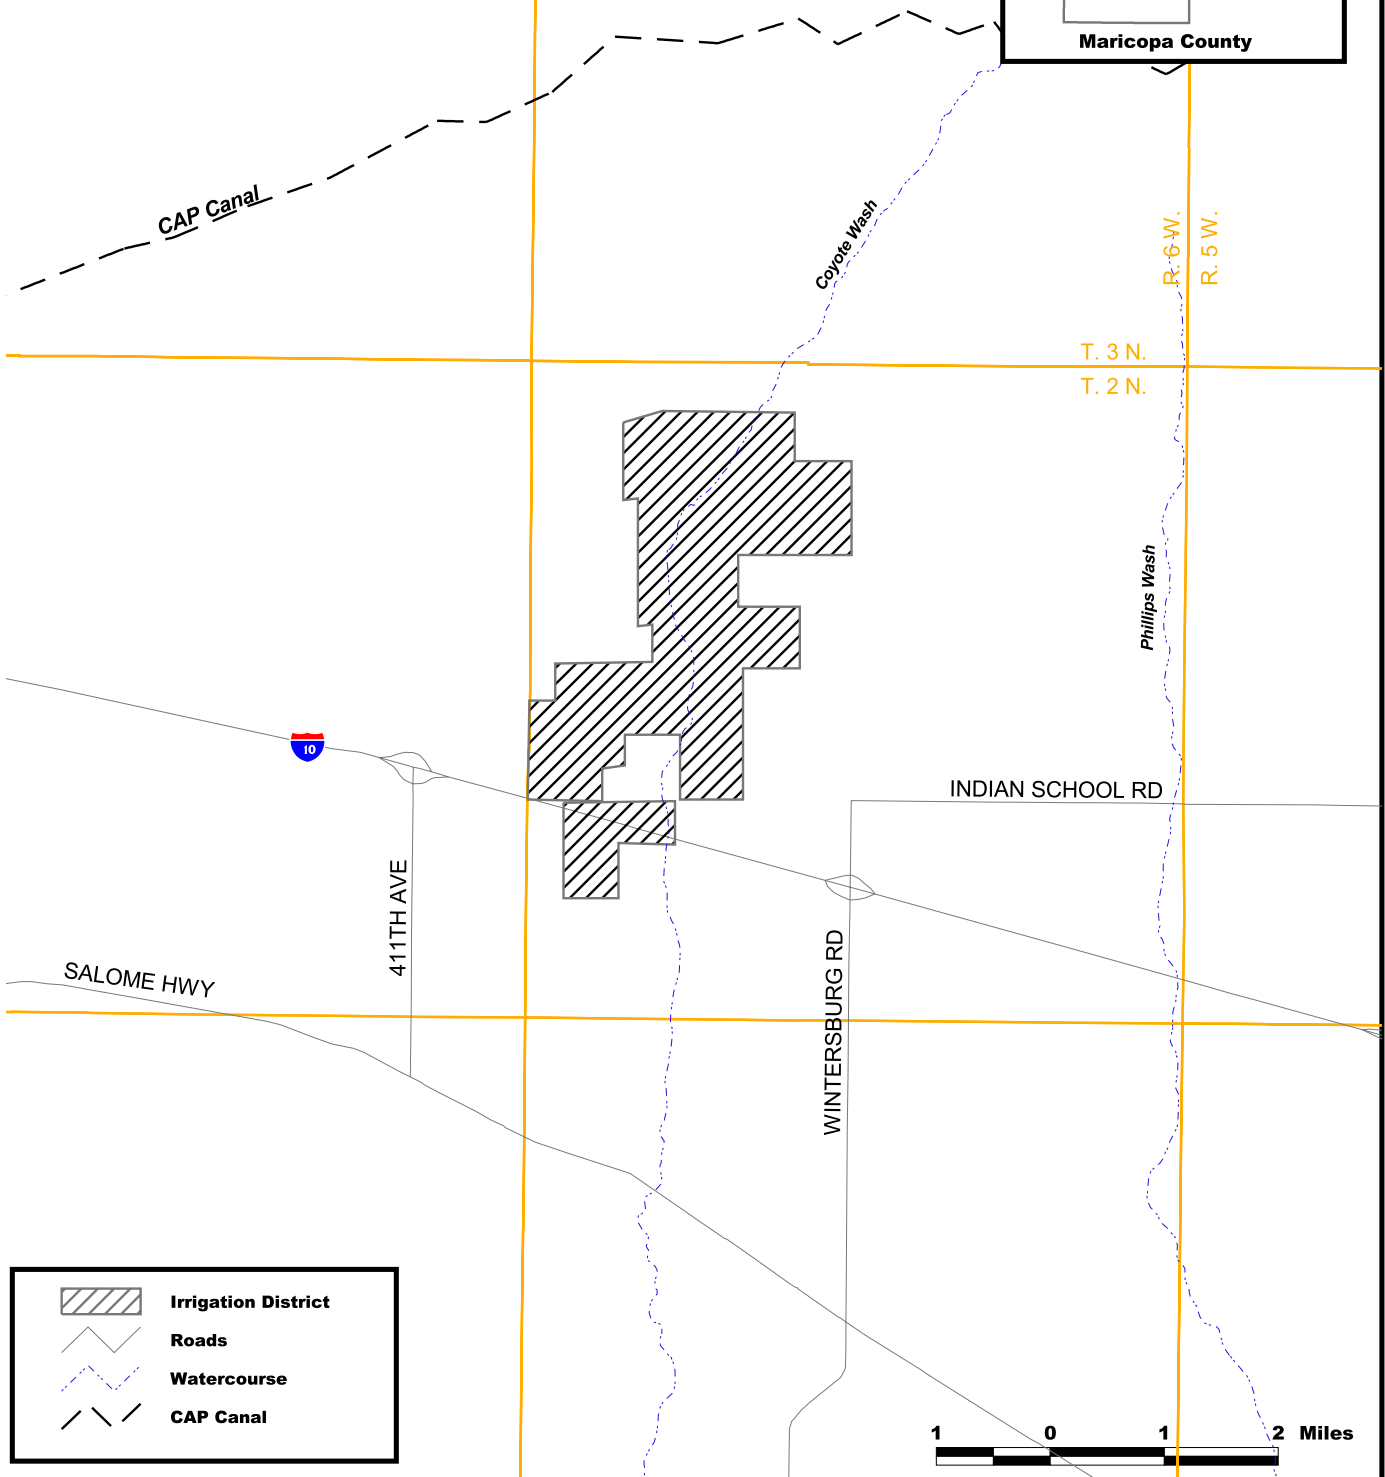 Maricopa County
CAP Canal
Coyote Wash
R. 6 W.
R. 5 W.
T. 3 N.
T. 2 N.
Phillips Wash
10
INDIAN SCHOOL RD
411TH AVE
WINTERSBURG RD
SALOME HWY
Irrigation District
Roads
Watercourse
CAP Canal
1 0 1 2 Miles